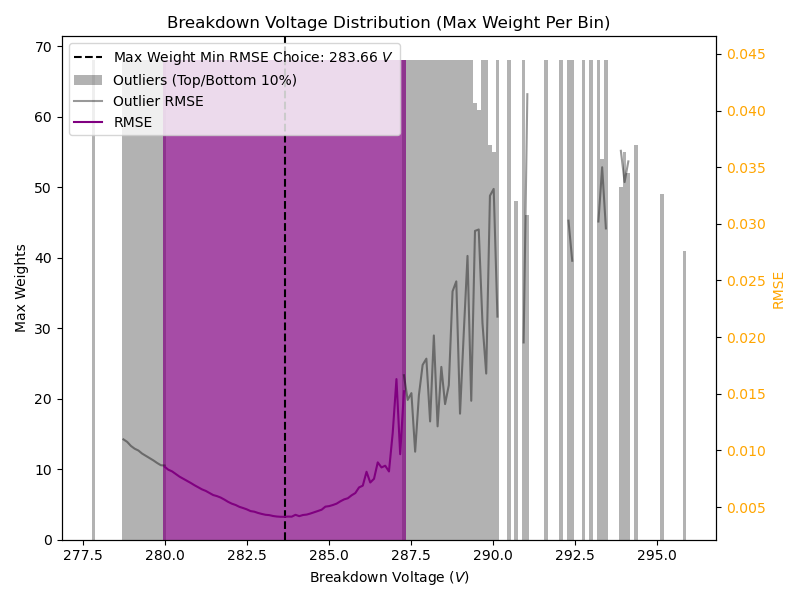 Breakdown Voltage Distribution (Max Weight Per Bin)
Max Weight Min RMSE Choice: 283.66 V
Outliers (Top/Bottom 10%)
Outlier RMSE
RMSE
70
60
50
40
30
20
10
0
Max Weights
0.045
0.040
0.035
0.030
0.025
0.020
0.015
0.010
0.005
RMSE
277.5 280.0 282.5 285.0 287.5 290.0 292.5 295.0
Breakdown Voltage (V)